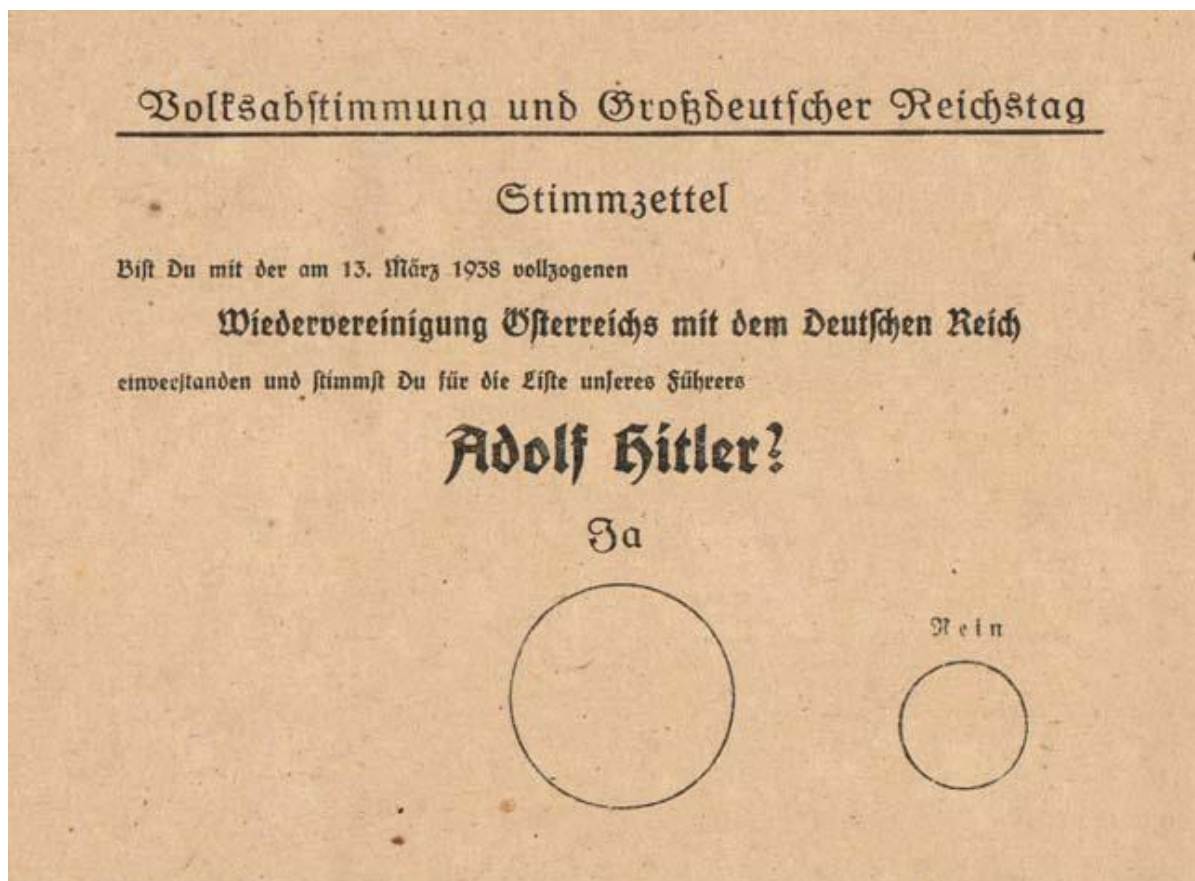 Volksabstimmung und Großdeutscher Reichstag
Stimmzettel
Bist Du mit der am 13. März 1938 vollzogenen
Wiedervereinigung Österreichs mit dem Deutschen Reich
einverstanden und stimmst Du für die Liste unseres Führers
Adolf Hitler?
Ja
Nein